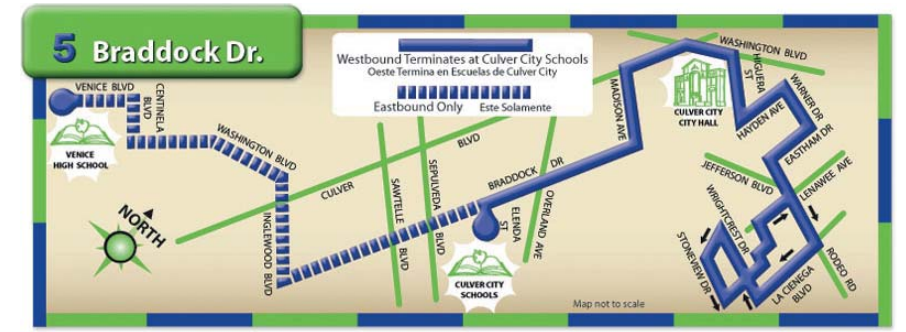 5 Braddock Dr.
Westbound Terminates at Culver City Schools
Oeste Termina en Escuelas de Culver City
Eastbound Only Este Solamente
VENICE BLVD
CENTINELA
BLVD
VENICE
HIGH SCHOOL
WASHINGTON BLVD
INGLEWOOD BLVD
NORTH
CULVER
BLVD
SAWTELLE
BLVD
SEPULVEDA
BLVD
BRADDOCK DR
ELENDA
ST
OVERLAND AVE
CULVER CITY
SCHOOLS
MADISON AVE
CULVER CITY
CITY HALL
WASHINGTON BLVD
HIGUERA
ST
HAYDEN AVE
WARNER DR
EASTHAM DR
JEFFERSON BLVD
LENAWEE AVE
WRIGHTCREST DR
STONEVIEW DR
LA CIENEGA
BLVD
RODEO RD
Map not to scale